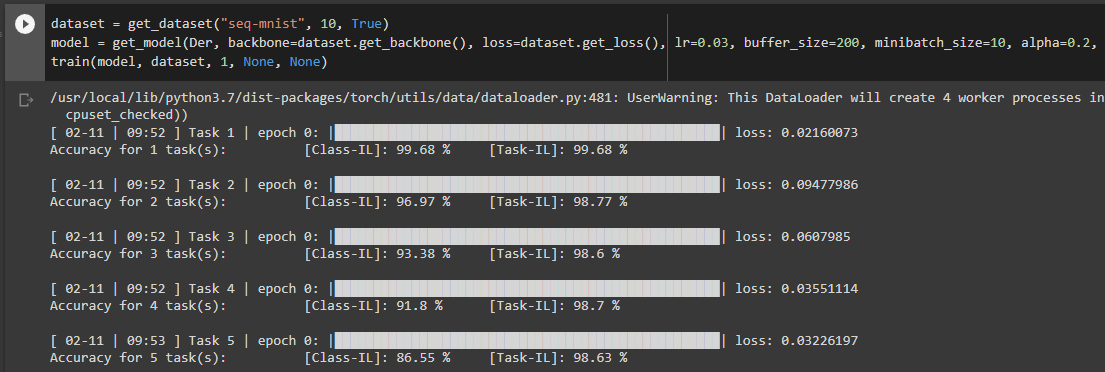 dataset = get_dataset("seq-mnist", 10, True)
model = get_model(Der, backbone=dataset.get_backbone(), loss=dataset.get_loss(), lr=0.03, buffer_size=200, minibatch_size=10, alpha=0.2,
train(model, dataset, 1, None, None)
/usr/local/lib/python3.7/dist-packages/torch/utils/data/dataloader.py:481: UserWarning: This DataLoader will create 4 worker processes in
cpuset_checked))
[ 02-11 | 09:52 ] Task 1 | epoch 0: || loss: 0.02160073
Accuracy for 1 task(s): [Class-IL]: 99.68 % [Task-IL]: 99.68 %
[ 02-11 | 09:52 ] Task 2 | epoch 0: || loss: 0.09477986
Accuracy for 2 task(s): [Class-IL]: 96.97 % [Task-IL]: 98.77 %
[ 02-11 | 09:52 ] Task 3 | epoch 0: || loss: 0.0607985
Accuracy for 3 task(s): [Class-IL]: 93.38 % [Task-IL]: 98.6 %
[ 02-11 | 09:52 ] Task 4 | epoch 0: || loss: 0.03551114
Accuracy for 4 task(s): [Class-IL]: 91.8 % [Task-IL]: 98.7 %
[ 02-11 | 09:53 ] Task 5 | epoch 0: || loss: 0.03226197
Accuracy for 5 task(s): [Class-IL]: 86.55 % [Task-IL]: 98.63 %